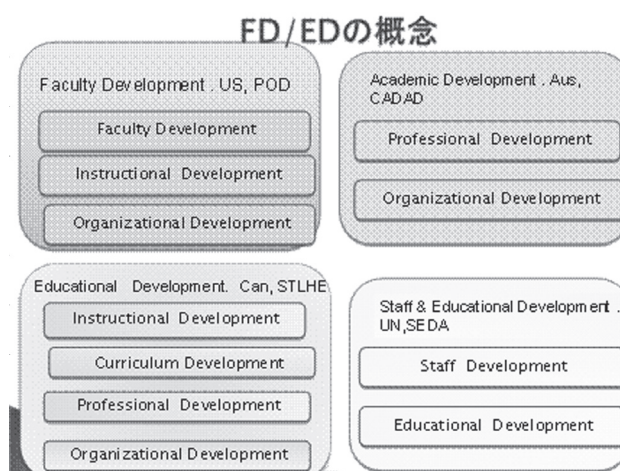 FD/EDの概念
Faculty Development . US, POD
Faculty Development
Instructional Development
Organizational Development
Academic Development . Aus,
CADAD
Professional Development
Organizational Development
Educational Development. Can, STLHE
Instructional Development
Curriculum Development
Professional Development
Organizational Development
Staff & Educational Development .
UN,SEDA
Staff Development
Educational Development